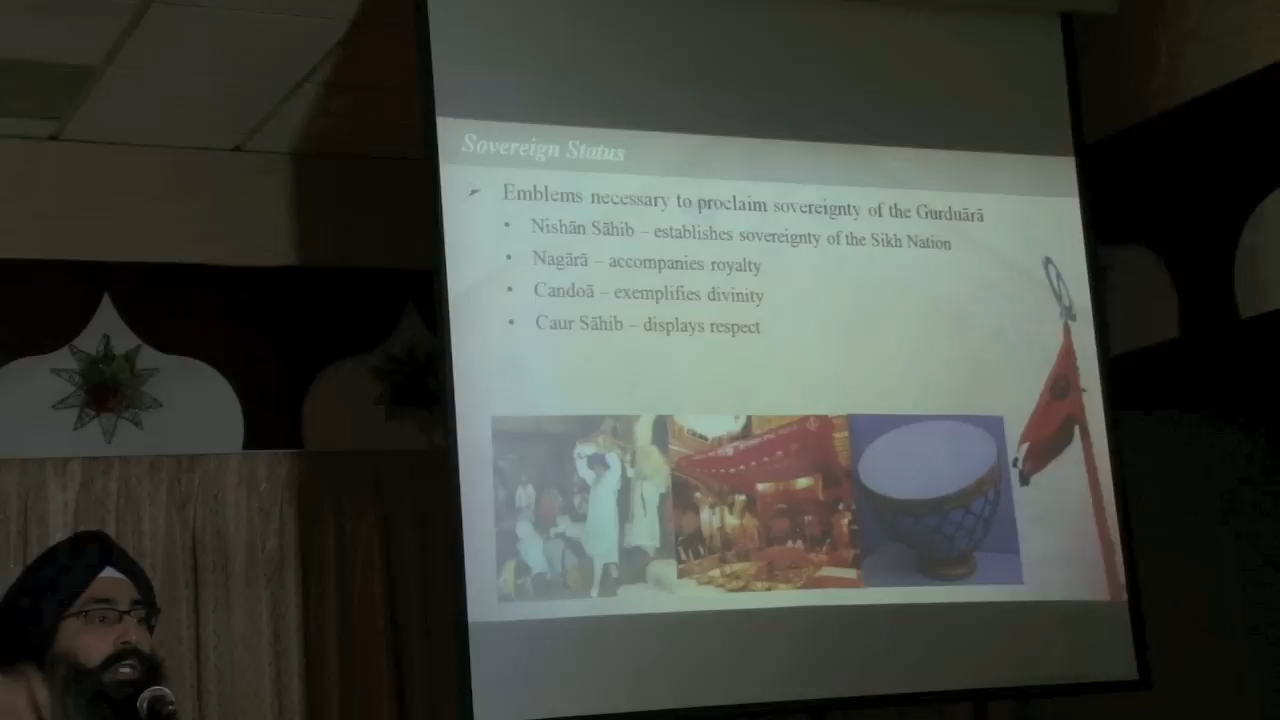 Sovereign Status
Emblems necessary to proclaim sovereignty of the Gurduārā
• Nishān Sāhib – establishes sovereignty of the Sikh Nation
• Nagārā – accompanies royalty
• Candoā – exemplifies divinity
• Caur Sāhib – displays respect